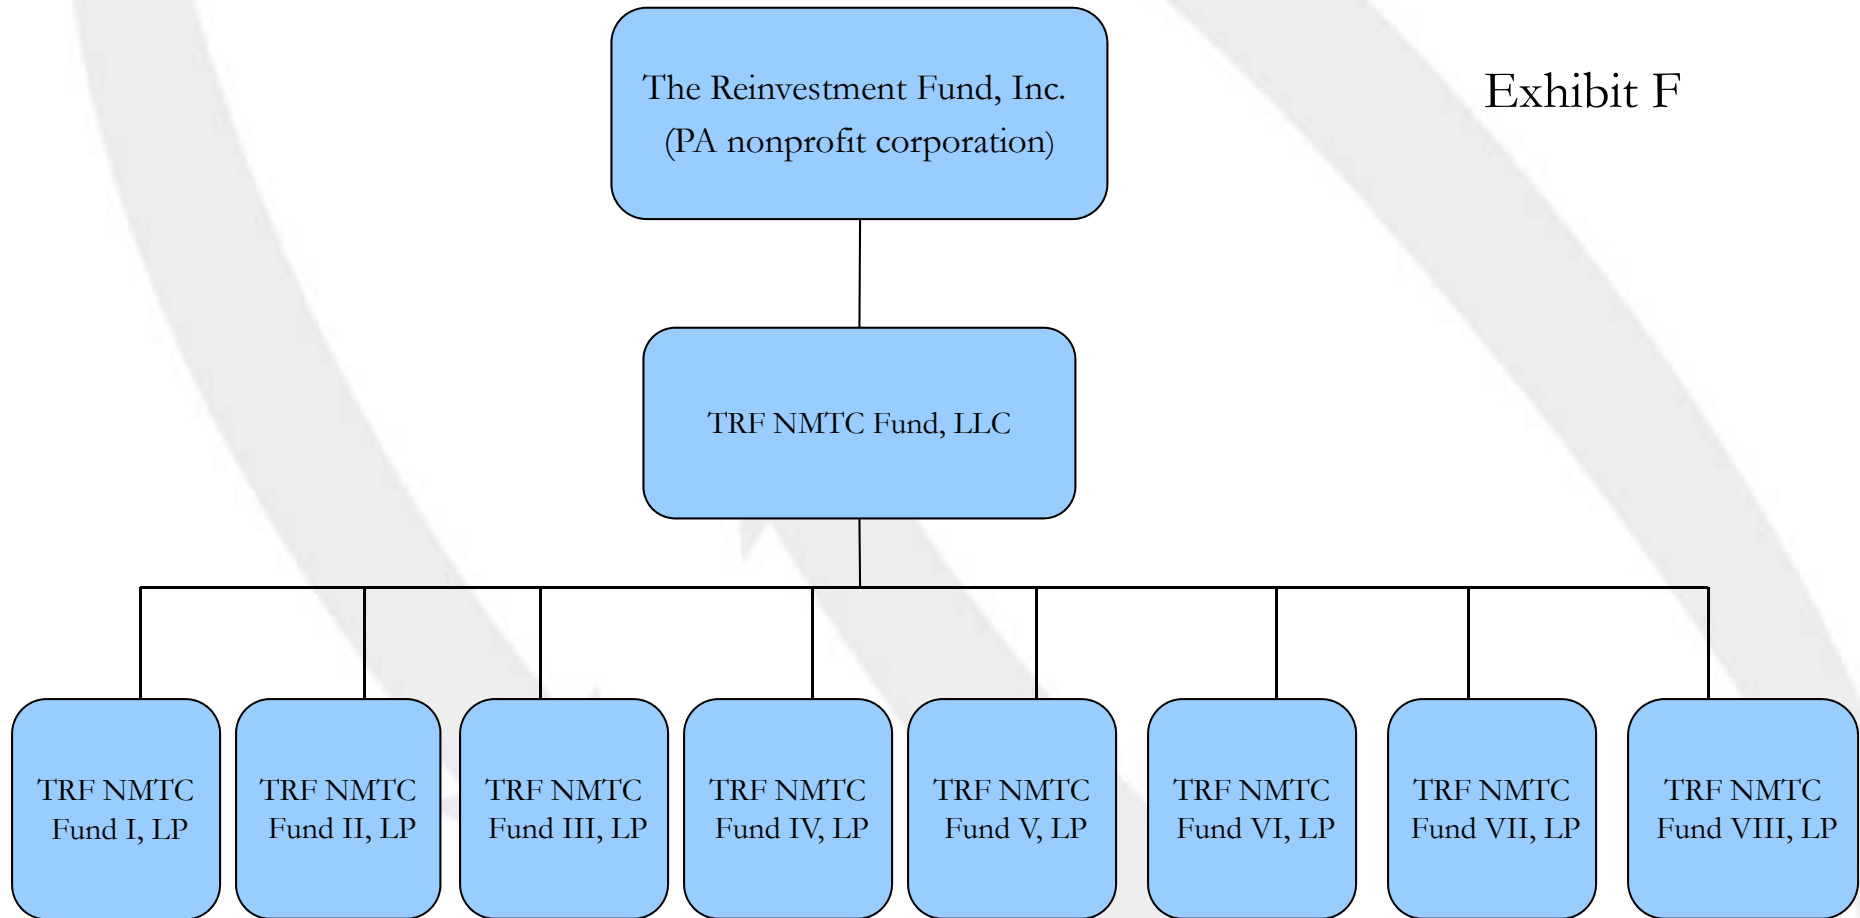 Exhibit F
The Reinvestment Fund, Inc.
(PA nonprofit corporation)
TRF NMTC Fund, LLC
TRF NMTC
Fund I, LP
TRF NMTC
Fund II, LP
TRF NMTC
Fund III, LP
TRF NMTC
Fund IV, LP
TRF NMTC
Fund V, LP
TRF NMTC
Fund VI, LP
TRF NMTC
Fund VII, LP
TRF NMTC
Fund VIII, LP